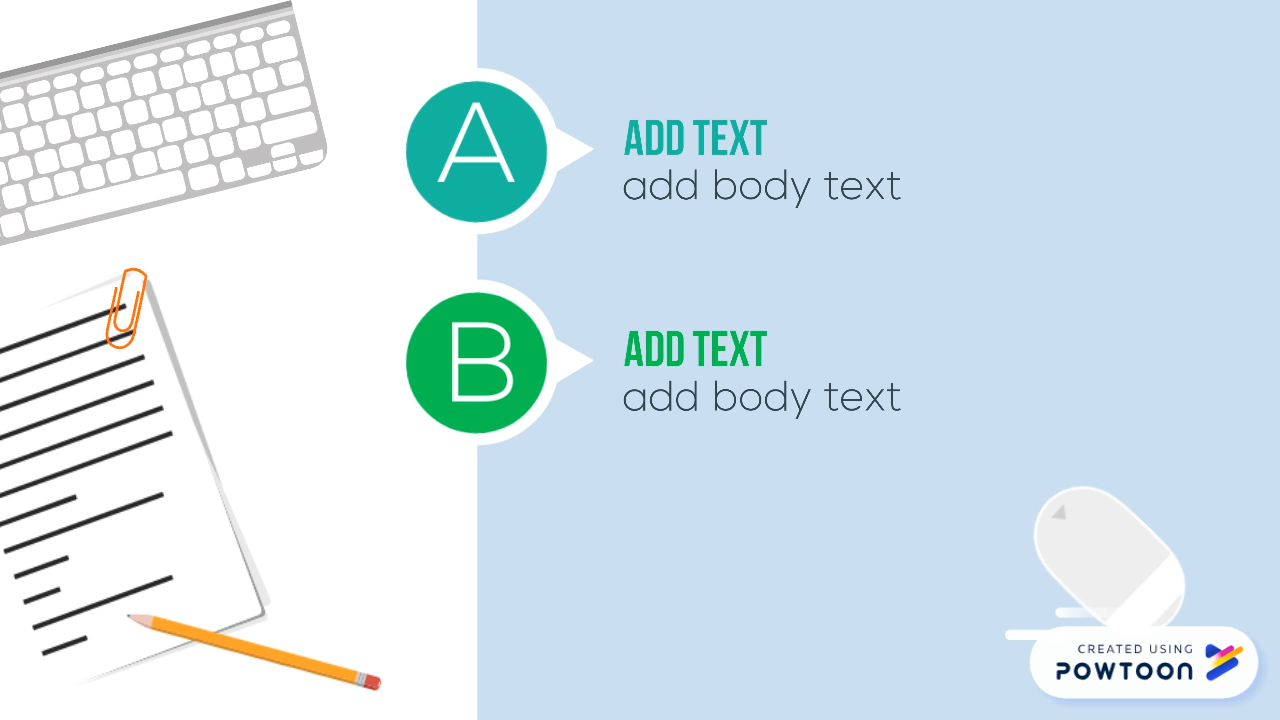 A
ADD TEXT
add body text
B
ADD TEXT
add body text
CREATED USING
POWTOON